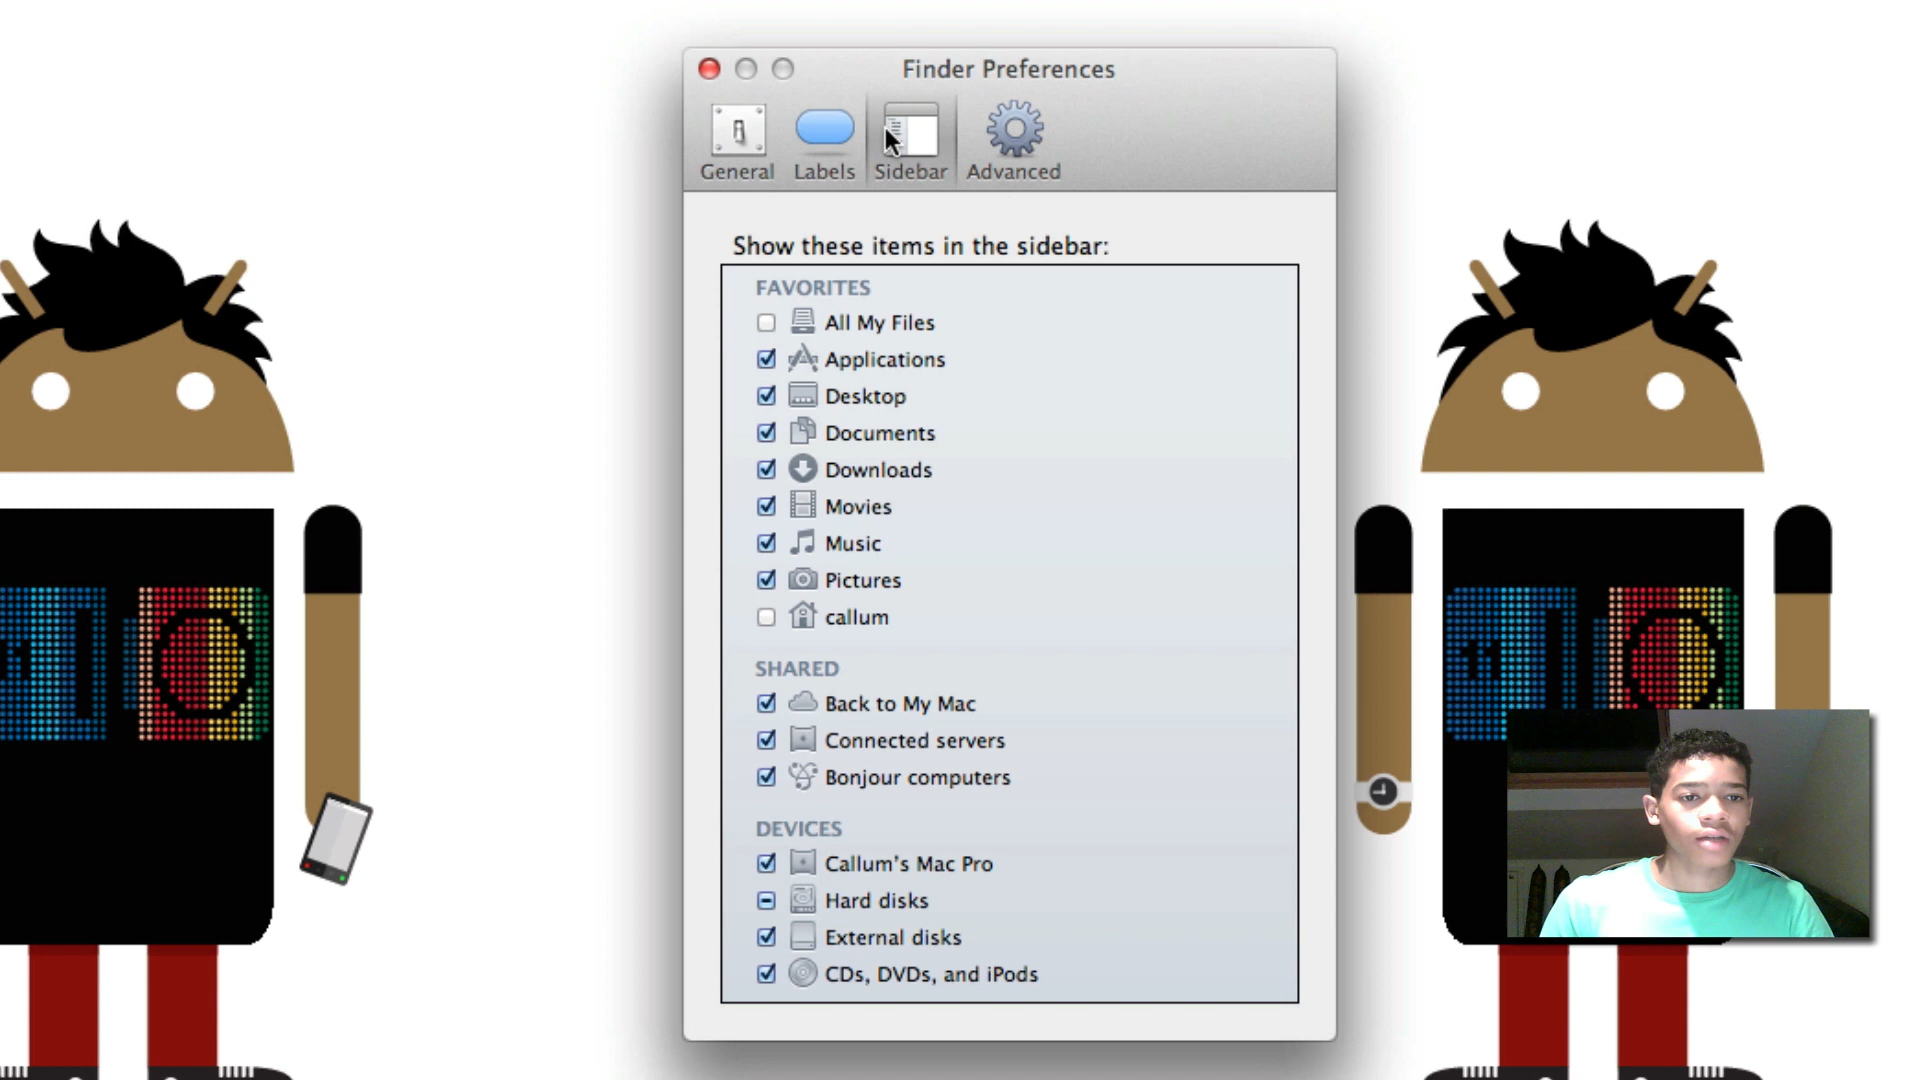 Finder Preferences
General Labels Sidebar Advanced
Show these items in the sidebar:
FAVORITES
All My Files
Applications
Desktop
Documents
Downloads
Movies
Music
Pictures
callum
SHARED
Back to My Mac
Connected servers
Bonjour computers
DEVICES
Callum's Mac Pro
Hard disks
External disks
CDs, DVDs, and iPods